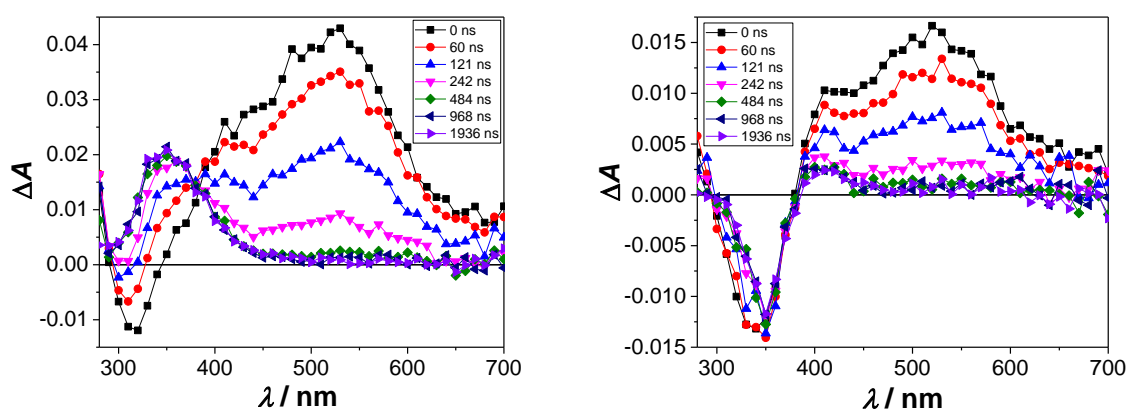 ΔA
0.04
0.03
0.02
0.01
0.00
-0.01
300 400 500 600 700
λ / nm
0 ns
60 ns
121 ns
242 ns
484 ns
968 ns
1936 ns
ΔA
0.015
0.010
0.005
0.000
-0.005
-0.010
-0.015
300 400 500 600 700
λ / nm
0 ns
60 ns
121 ns
242 ns
484 ns
968 ns
1936 ns